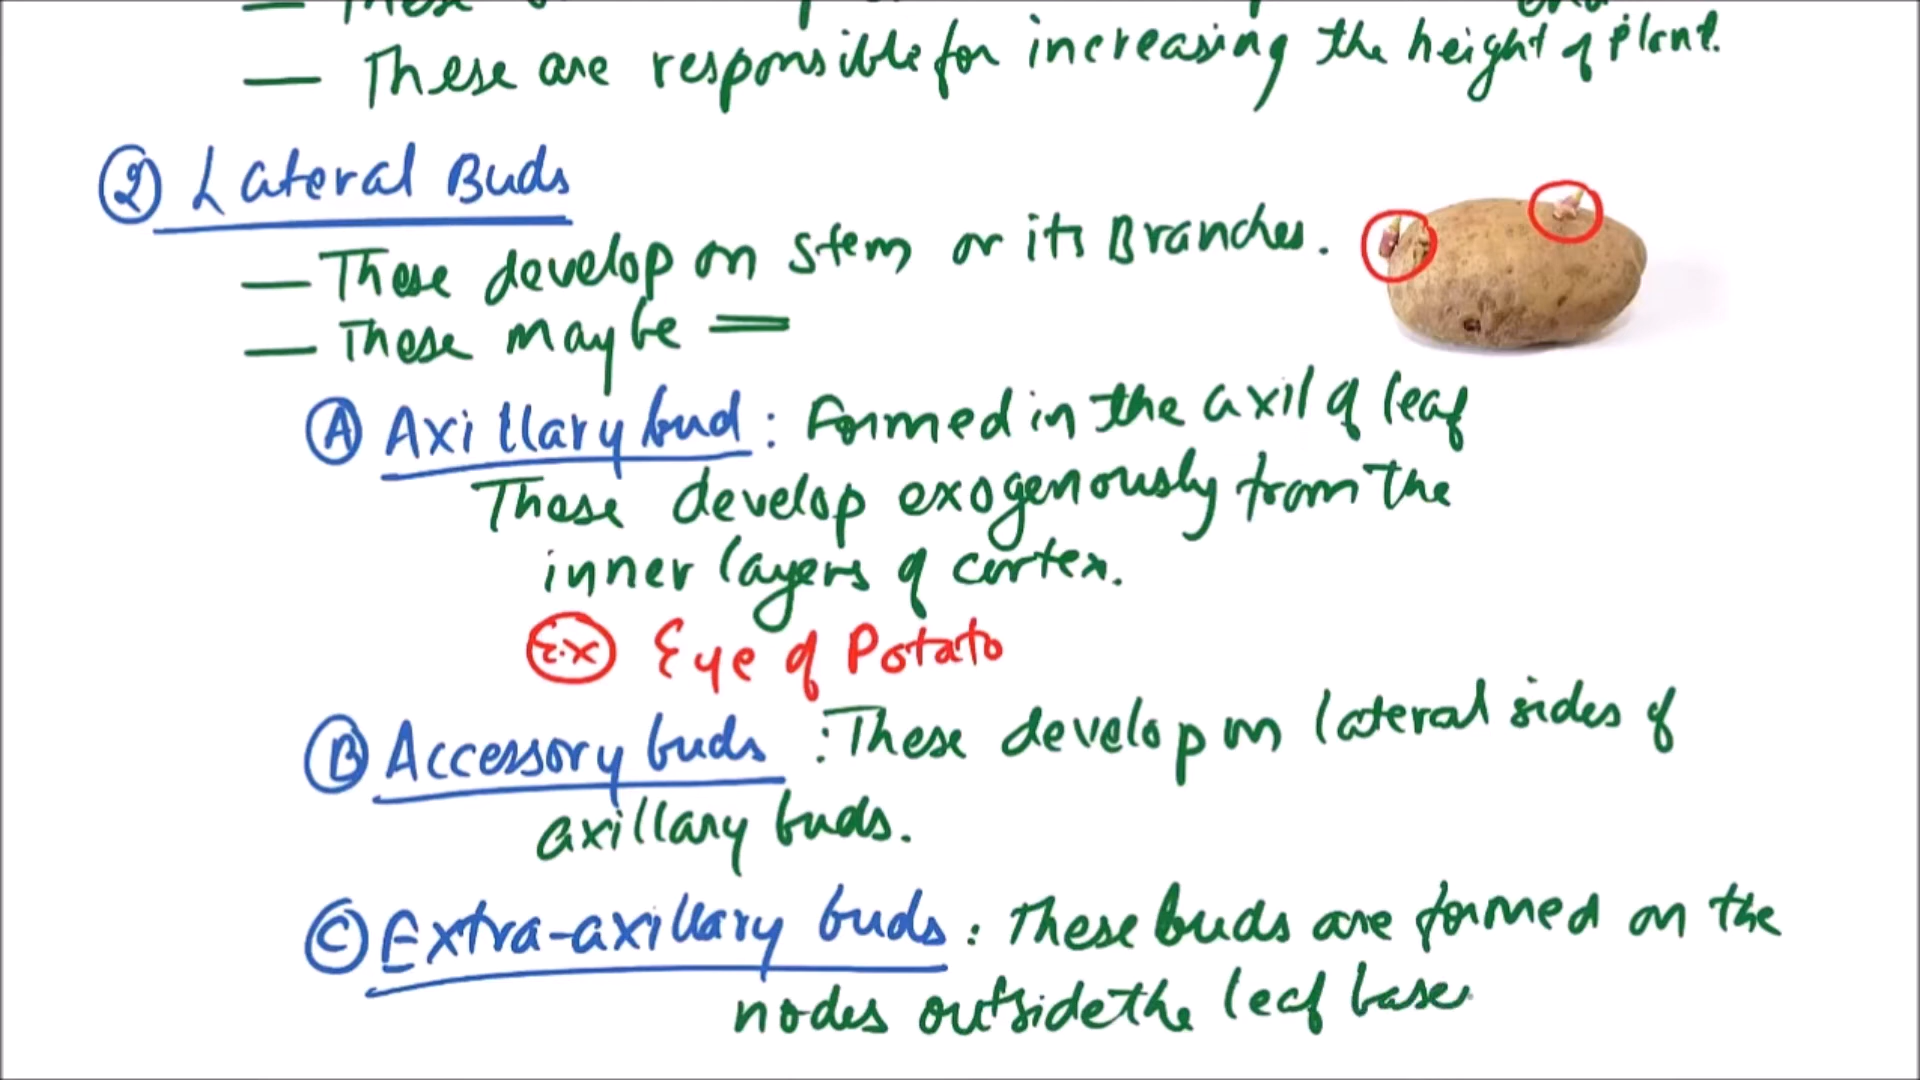 — These
— These are responsible for increasing the height of plant.
② Lateral Buds
— These develop on stem or its Branches.
— These maybe =
Ⓐ Axillary bud : Formed in the axil of leaf
These develop exogenously from the
inner layers of cortex.
E.x Eye of Potato
Ⓑ Accessory buds : These develop on lateral sides of
axillary buds.
Ⓒ Extra-axillary buds : These buds are formed on the
nodes outside the leaf base